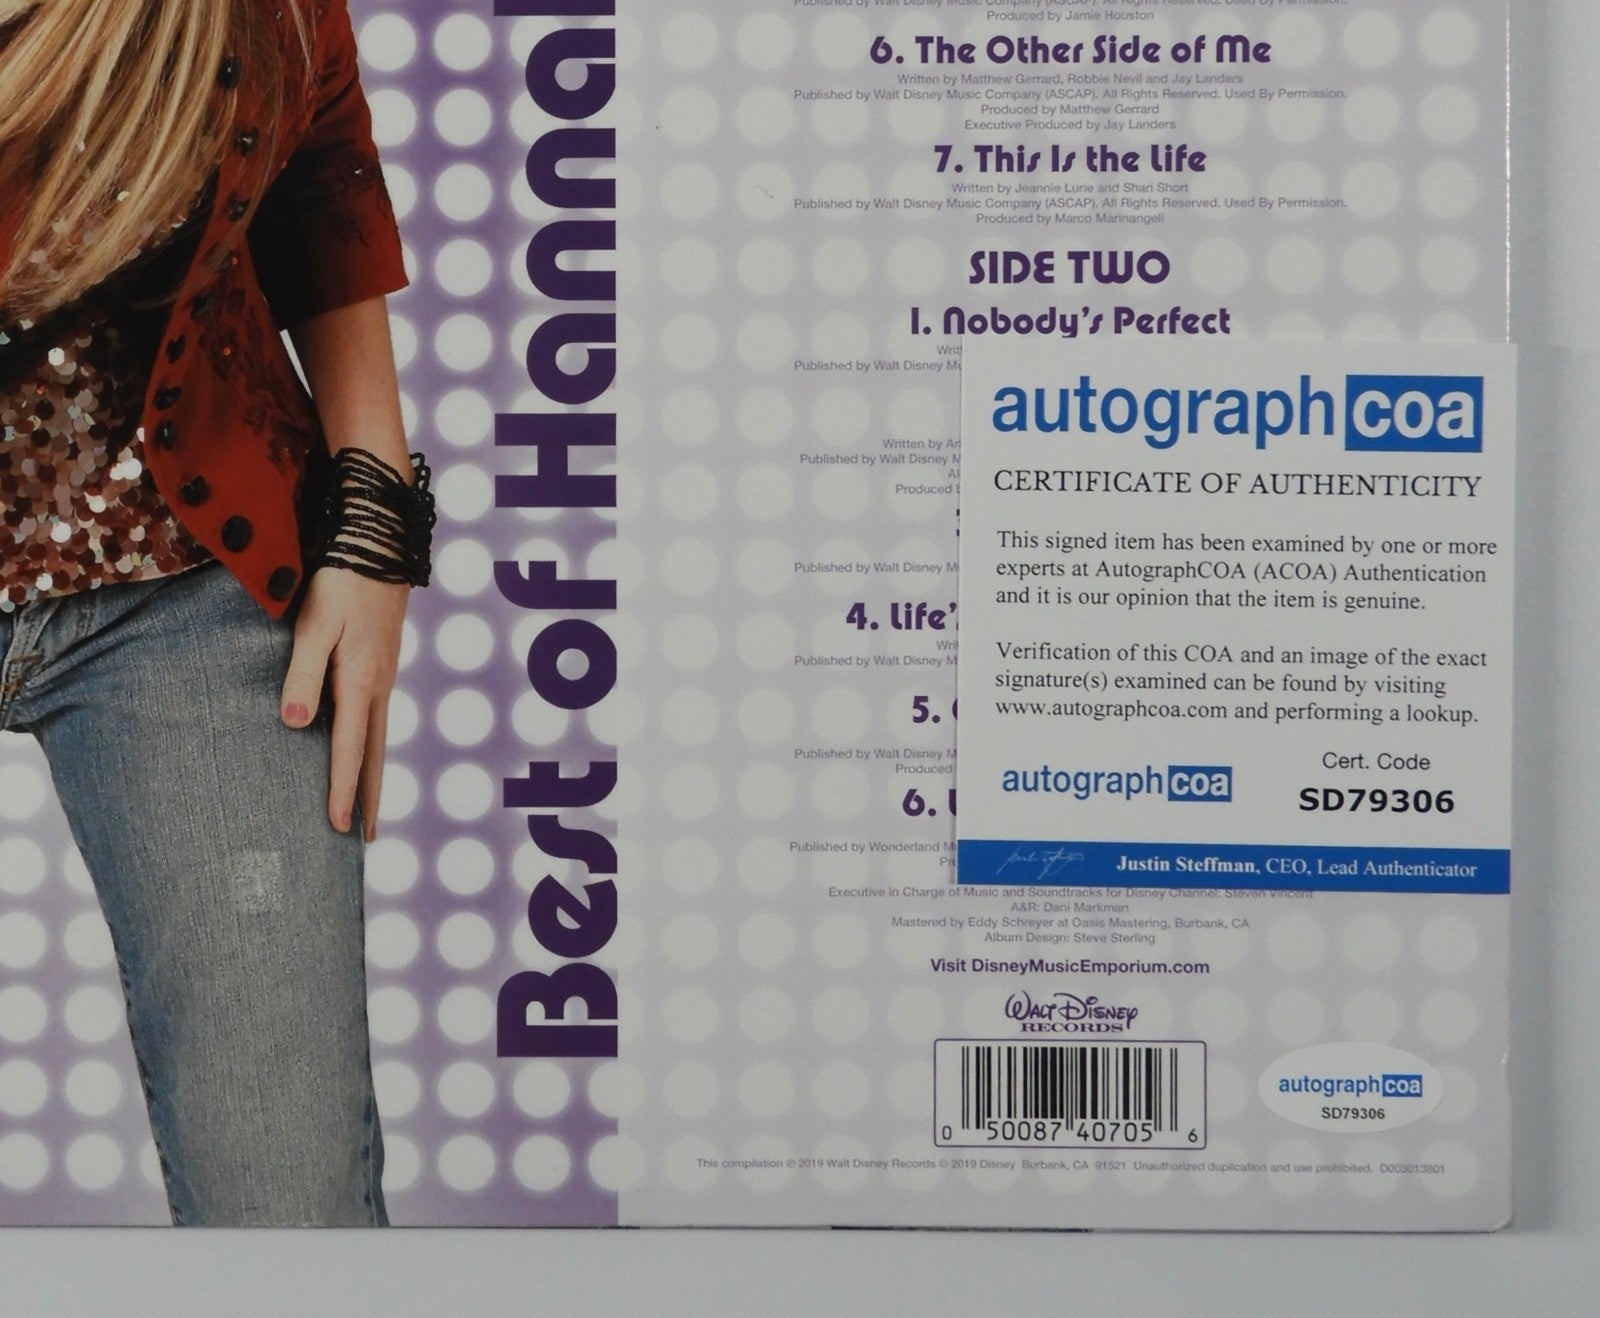 Best of Hanna
Published by Walt Disney Music Company (ASCAP). All Rights Reserved. Used By Permission.
Produced by Jamie Houston
6. The Other Side of Me
Written by Matthew Gerrard, Robbie Nevil and Jay Landers
Published by Walt Disney Music Company (ASCAP). All Rights Reserved. Used By Permission.
Produced by Matthew Gerrard
Executive Produced by Jay Landers
7. This Is the Life
Written by Jeannie Lurie and Shari Short
Published by Walt Disney Music Company (ASCAP). All Rights Reserved. Used By Permission.
Produced by Marco Marinangeli
SIDE TWO
1. Nobody's Perfect
Writ
Published by Walt Disney Mu
Written by
Published by Walt Disney M
Produced
Published by Walt Disney M
4. Life'
Wri
Published by Walt Disney M
5.
Published by Walt Disney M
Produced
6.
Published by Wonderland M
autographcoa
CERTIFICATE OF AUTHENTICITY
This signed item has been examined by one or more
experts at AutographCOA (ACOA) Authentication
and it is our opinion that the item is genuine.
Verification of this COA and an image of the exact
signature(s) examined can be found by visiting
www.autographcoa.com and performing a lookup.
autographcoa
Cert. Code
SD79306
Justin Steffman, CEO, Lead Authenticator
Executive in Charge of Music and Soundtracks for Disney Channel: Steven Vincent
A&R: Dani Markman
Mastered by Eddy Schreyer at Oasis Mastering, Burbank, CA
Album Design: Steve Sterling
Visit DisneyMusicEmporium.com
Walt Disney
RECORDS
0 50087 40705 6
autographcoa
SD79306
This compilation ℗ 2019 Walt Disney Records © 2019 Disney Burbank, CA 91521 Unauthorized duplication and use prohibited. D003013801